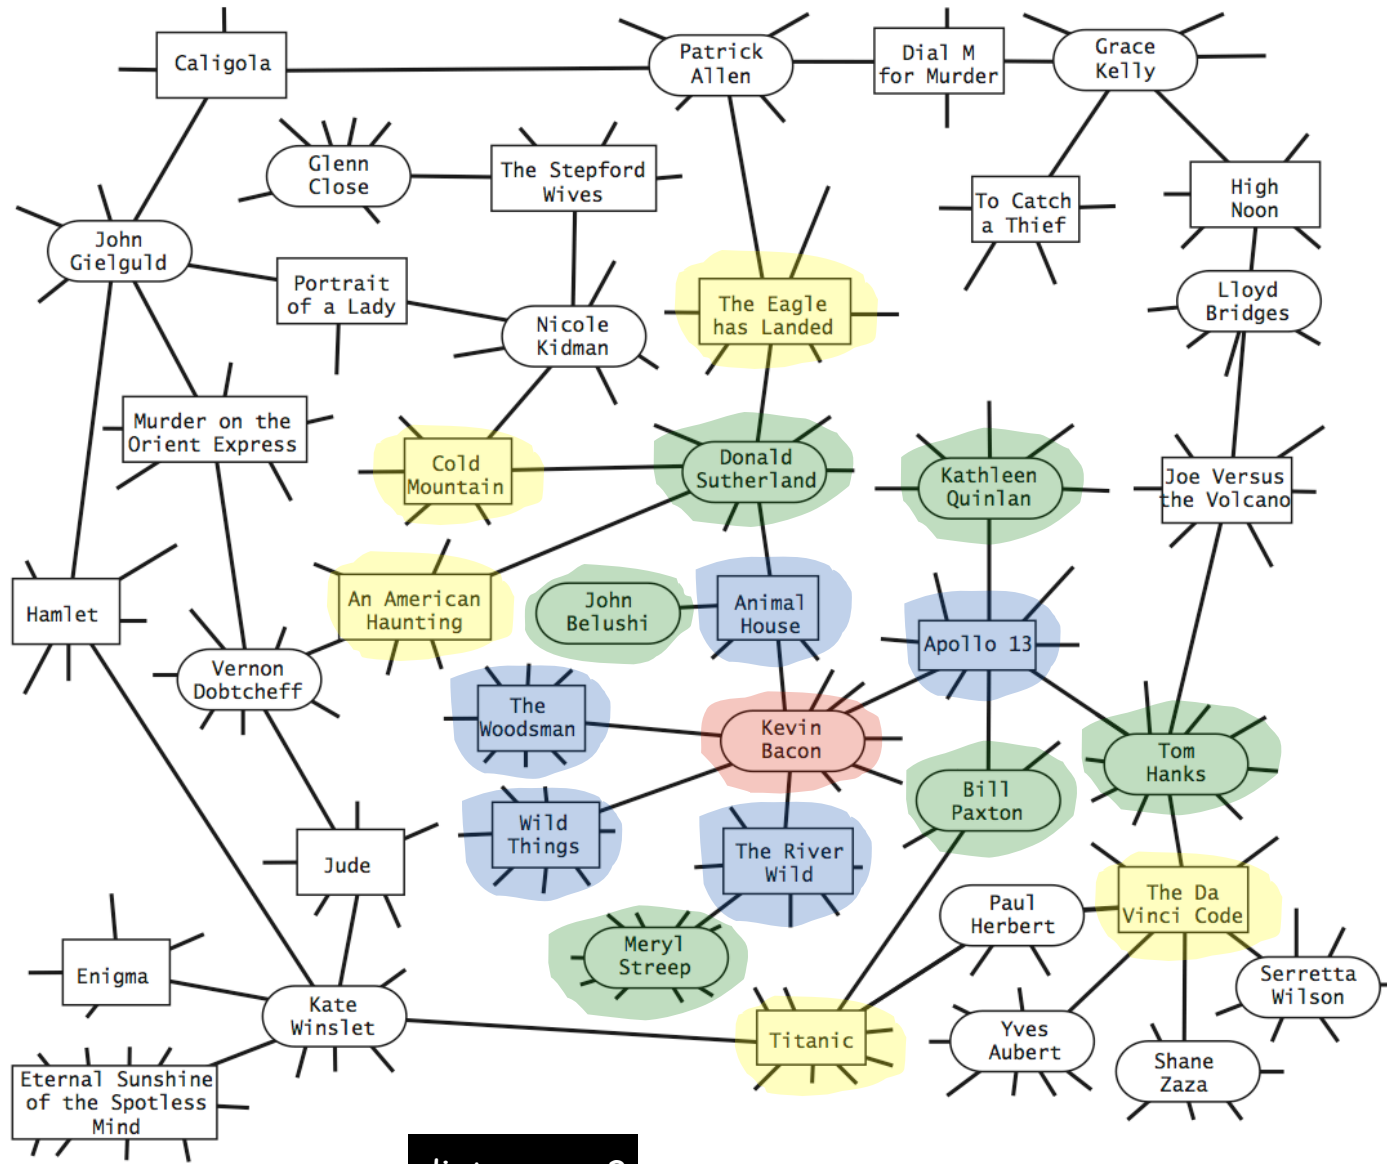 Caligola
Patrick
Allen
Dial M
for Murder
Grace
Kelly
Glenn
Close
The Stepford
Wives
To Catch
a Thief
High
Noon
John
Gielguld
Portrait
of a Lady
Nicole
Kidman
The Eagle
has Landed
Lloyd
Bridges
Murder on the
Orient Express
Cold
Mountain
Donald
Sutherland
Kathleen
Quinlan
Joe Versus
the Volcano
Hamlet
An American
Haunting
John
Belushi
Animal
House
Apollo 13
Vernon
Dobtcheff
The
Woodsman
Kevin
Bacon
Tom
Hanks
Bill
Paxton
Wild
Things
The River
Wild
Jude
The Da
Vinci Code
Paul
Herbert
Meryl
Streep
Enigma
Serretta
Wilson
Kate
Winslet
Titanic
Yves
Aubert
Shane
Zaza
Eternal Sunshine
of the Spotless
Mind